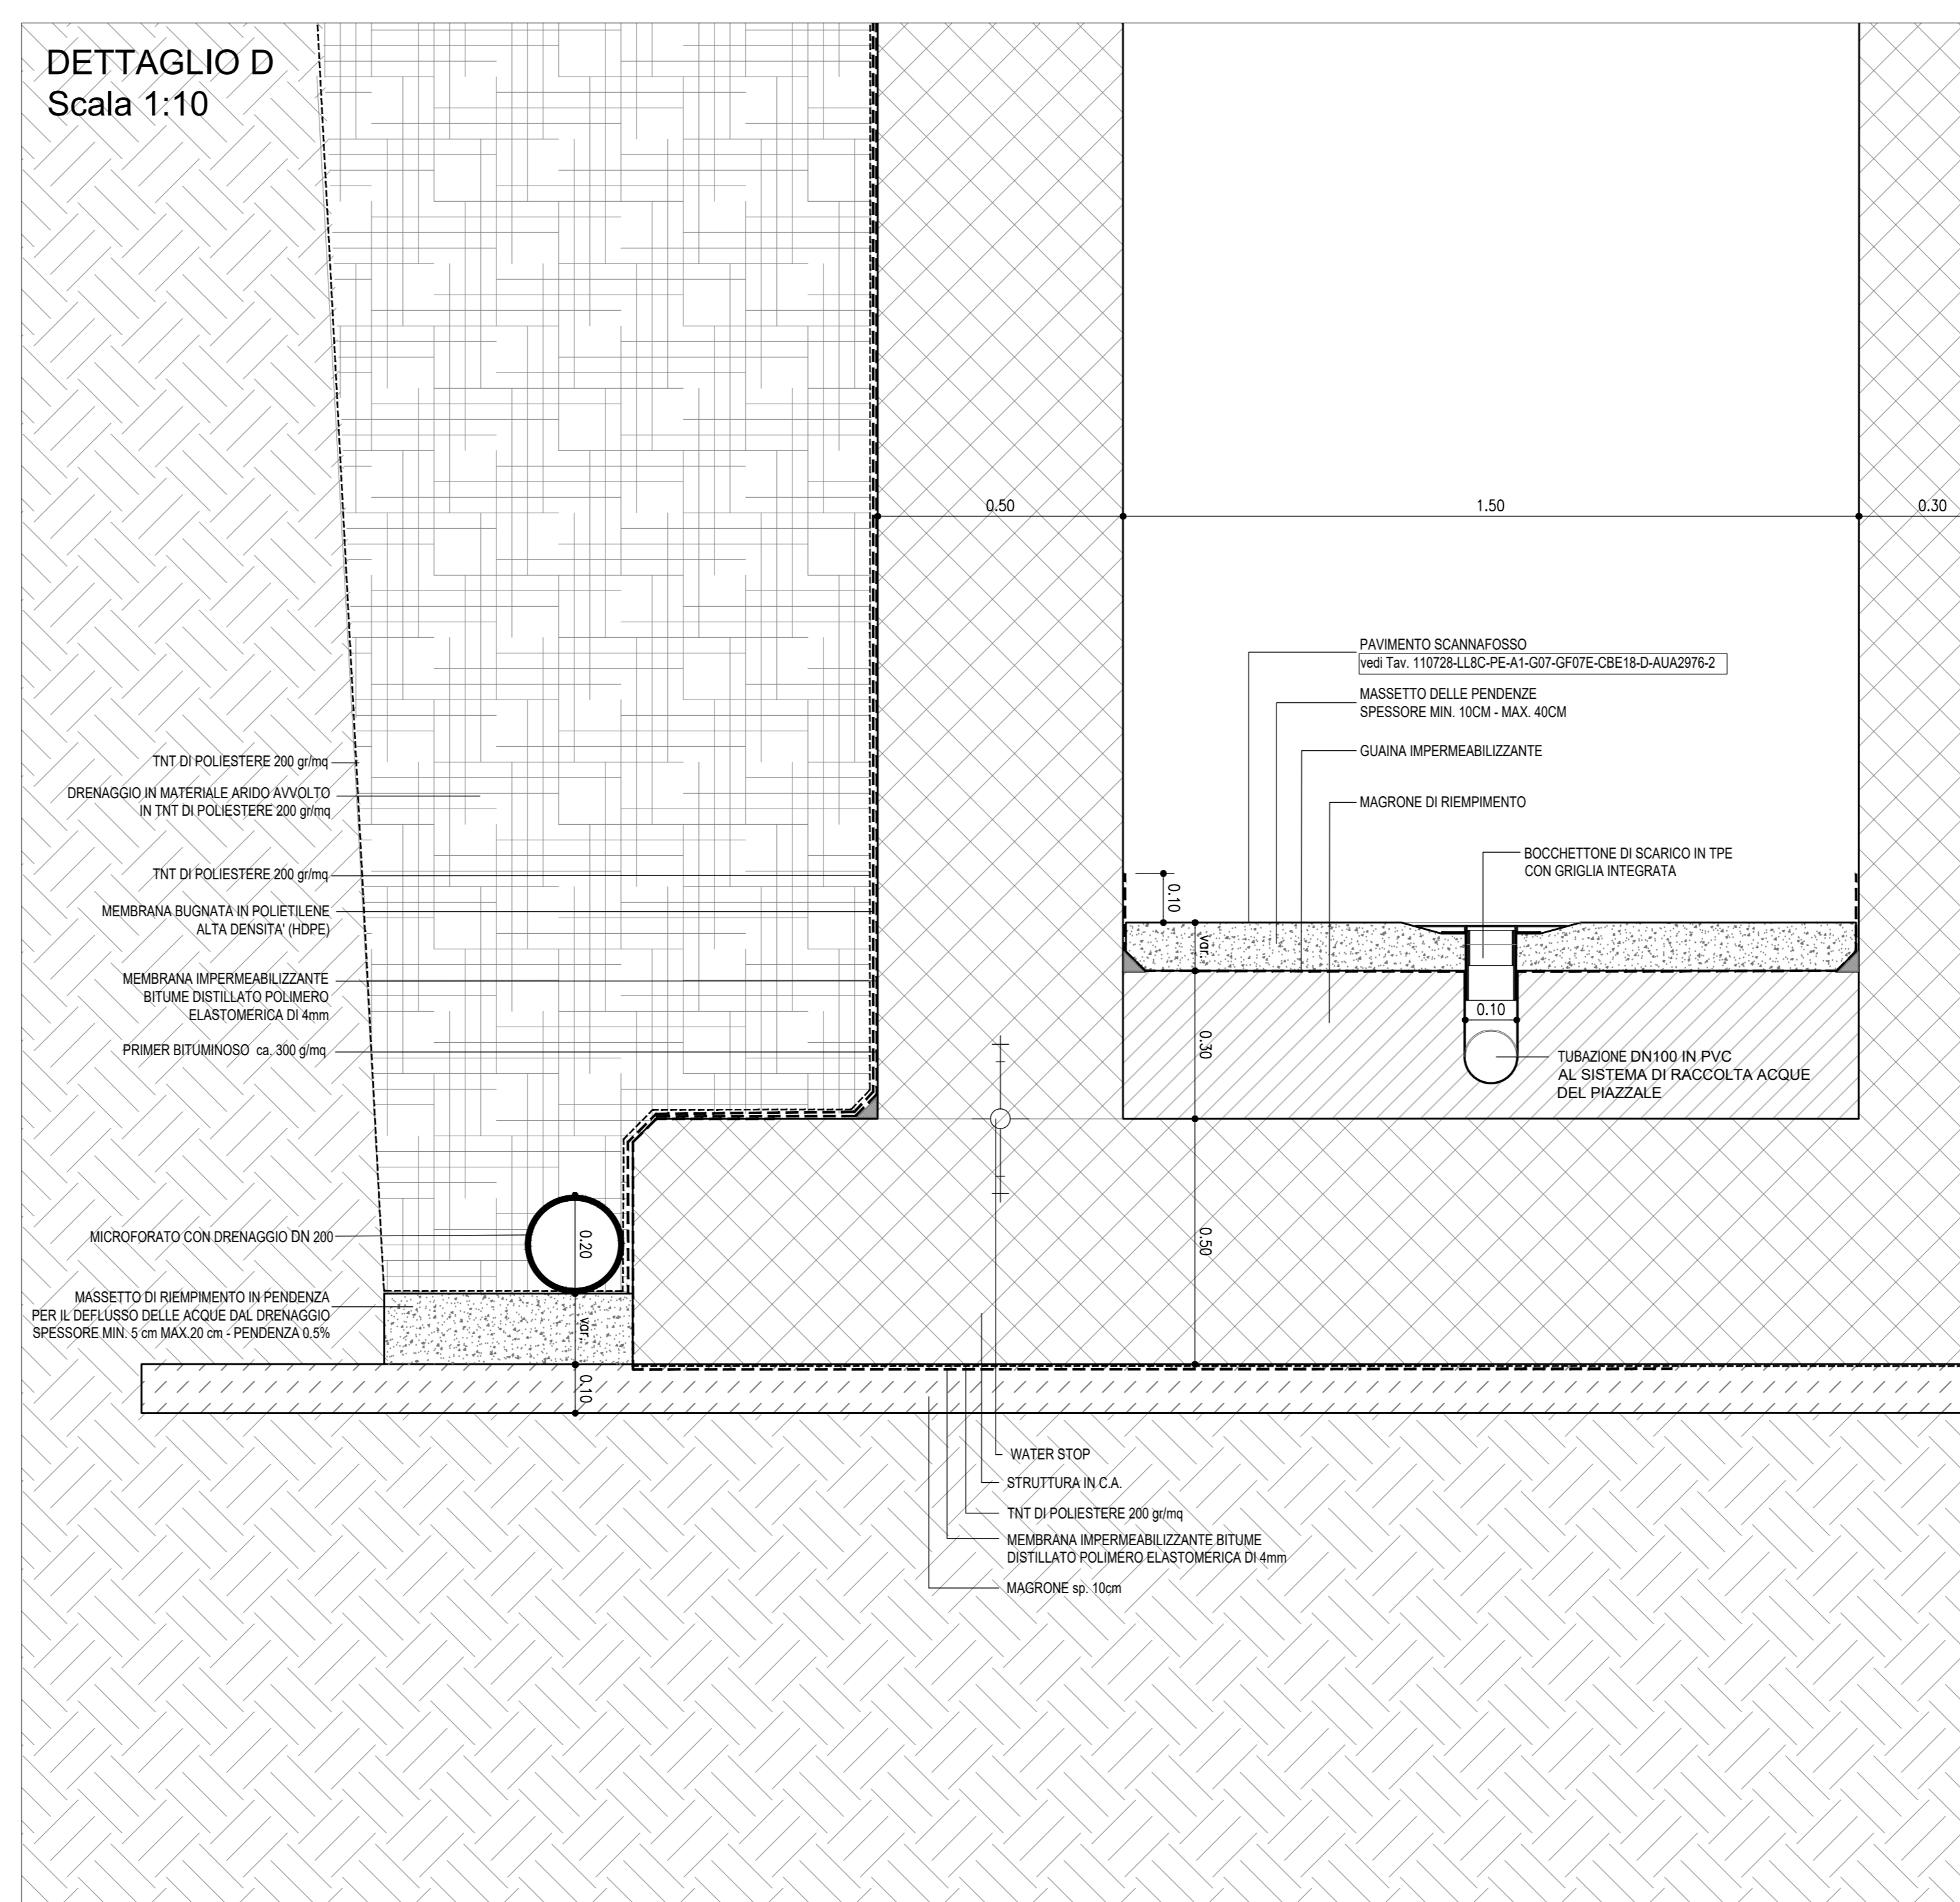 DETTAGLIO D
Scala 1:10
0.50
1.50
0.30
PAVIMENTO SCANNAFOSSO
vedi Tav. 110728-LL8C-PE-A1-G07-GF07E-CBE18-D-AUA2976-2
MASSETTO DELLE PENDENZE
SPESSORE MIN. 10CM - MAX. 40CM
GUAINA IMPERMEABILIZZANTE
MAGRONE DI RIEMPIMENTO
BOCCHETTONE DI SCARICO IN TPE
CON GRIGLIA INTEGRATA
0.10
var.
0.10
0.30
TUBAZIONE DN100 IN PVC
AL SISTEMA DI RACCOLTA ACQUE
DEL PIAZZALE
0.50
TNT DI POLIESTERE 200 gr/mq
DRENAGGIO IN MATERIALE ARIDO AVVOLTO
IN TNT DI POLIESTERE 200 gr/mq
TNT DI POLIESTERE 200 gr/mq
MEMBRANA BUGNATA IN POLIETILENE
ALTA DENSITA' (HDPE)
MEMBRANA IMPERMEABILIZZANTE
BITUME DISTILLATO POLIMERO
ELASTOMERICA DI 4mm
PRIMER BITUMINOSO ca. 300 g/mq
MICROFORATO CON DRENAGGIO DN 200
0.20
MASSETTO DI RIEMPIMENTO IN PENDENZA
PER IL DEFLUSSO DELLE ACQUE DAL DRENAGGIO
SPESSORE MIN. 5 cm MAX.20 cm - PENDENZA 0.5%
var.
0.10
WATER STOP
STRUTTURA IN C.A.
TNT DI POLIESTERE 200 gr/mq
MEMBRANA IMPERMEABILIZZANTE BITUME
DISTILLATO POLIMERO ELASTOMERICA DI 4mm
MAGRONE sp. 10cm